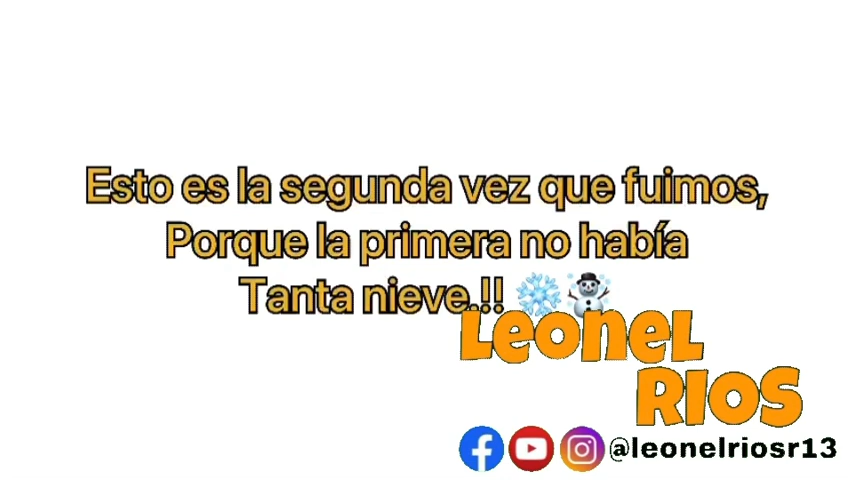 Esto es la segunda vez que fuimos,
Porque la primera no había
Tanta nieve.!! ❄️☃️
Leonel
Rios
@leonelriosr13